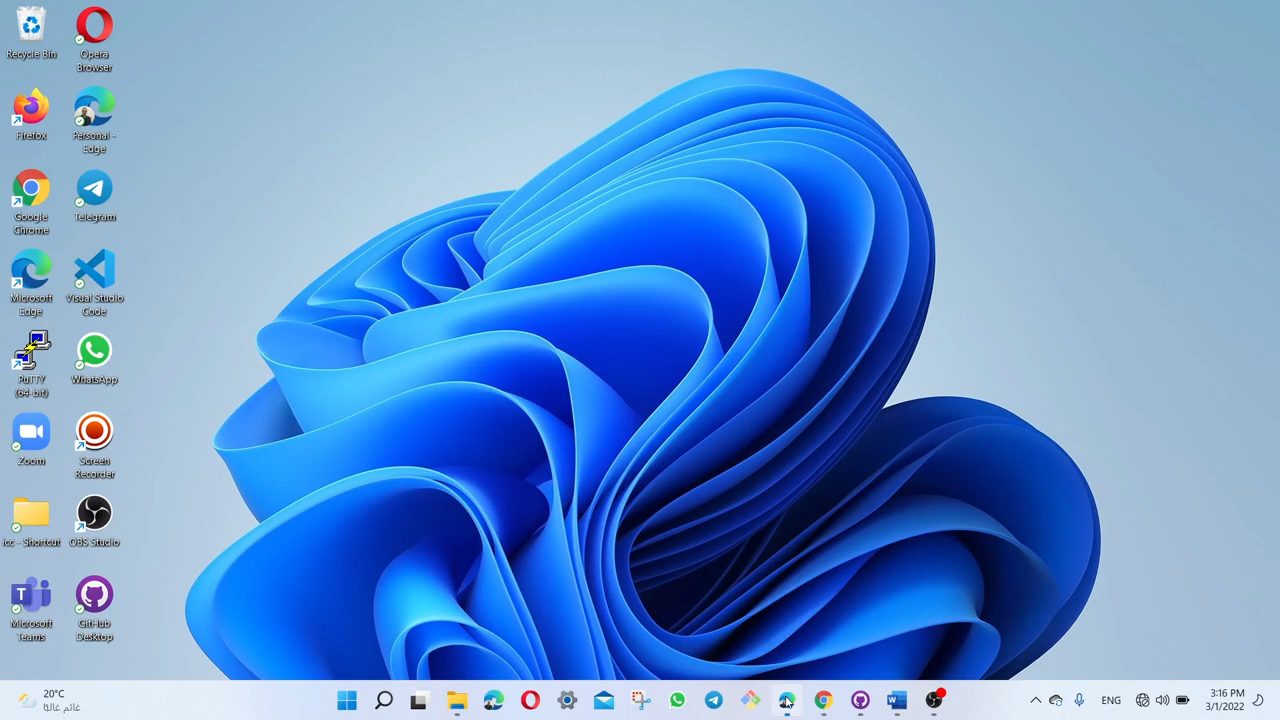 Recycle Bin
Opera
Browser
Firefox
Personal -
Edge
Google
Chrome
Telegram
Microsoft
Edge
Visual Studio
Code
PuTTY
(64-bit)
WhatsApp
Zoom
Screen
Recorder
icc - Shortcut
OBS Studio
Microsoft
Teams
GitHub
Desktop
20°C
غائم غالبًا
ENG
3:16 PM
3/1/2022